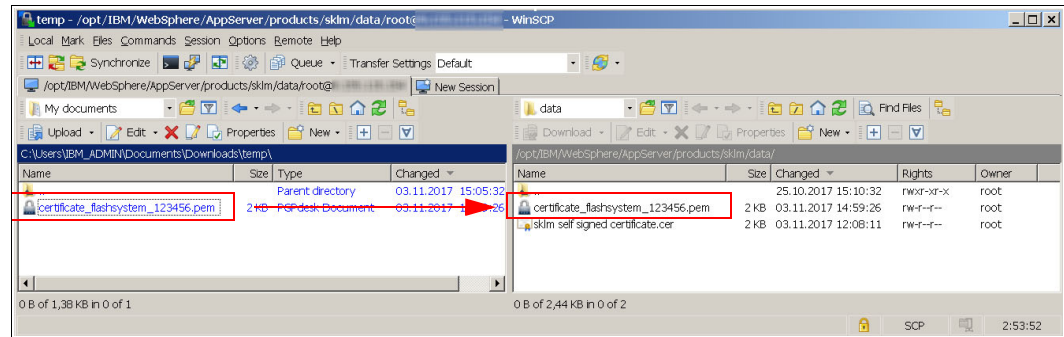 temp - /opt/IBM/WebSphere/AppServer/products/sklm/data/root@ - WinSCP
Local Mark Files Commands Session Options Remote Help
Synchronize Queue Transfer Settings Default
/opt/IBM/WebSphere/AppServer/products/sklm/data/root@ New Session
My documents data Find Files
Upload Edit Properties New Download Edit Properties New
C:\Users\IBM_ADMIN\Documents\Downloads\temp\ /opt/IBM/WebSphere/AppServer/products/sklm/data/
Name Size Type Changed Name Size Changed Rights Owner
.. Parent directory 03.11.2017 15:05:32 .. 25.10.2017 15:10:32 rwxr-xr-x root
certificate_flashsystem_123456.pem 2 KB PGPdesk Document 03.11.2017 certificate_flashsystem_123456.pem 2 KB 03.11.2017 14:59:26 rw-r--r-- root
sklm self signed certificate.cer 2 KB 03.11.2017 12:08:11 rw-r--r-- root
0 B of 1,38 KB in 0 of 1 0 B of 2,44 KB in 0 of 2
SCP 2:53:52